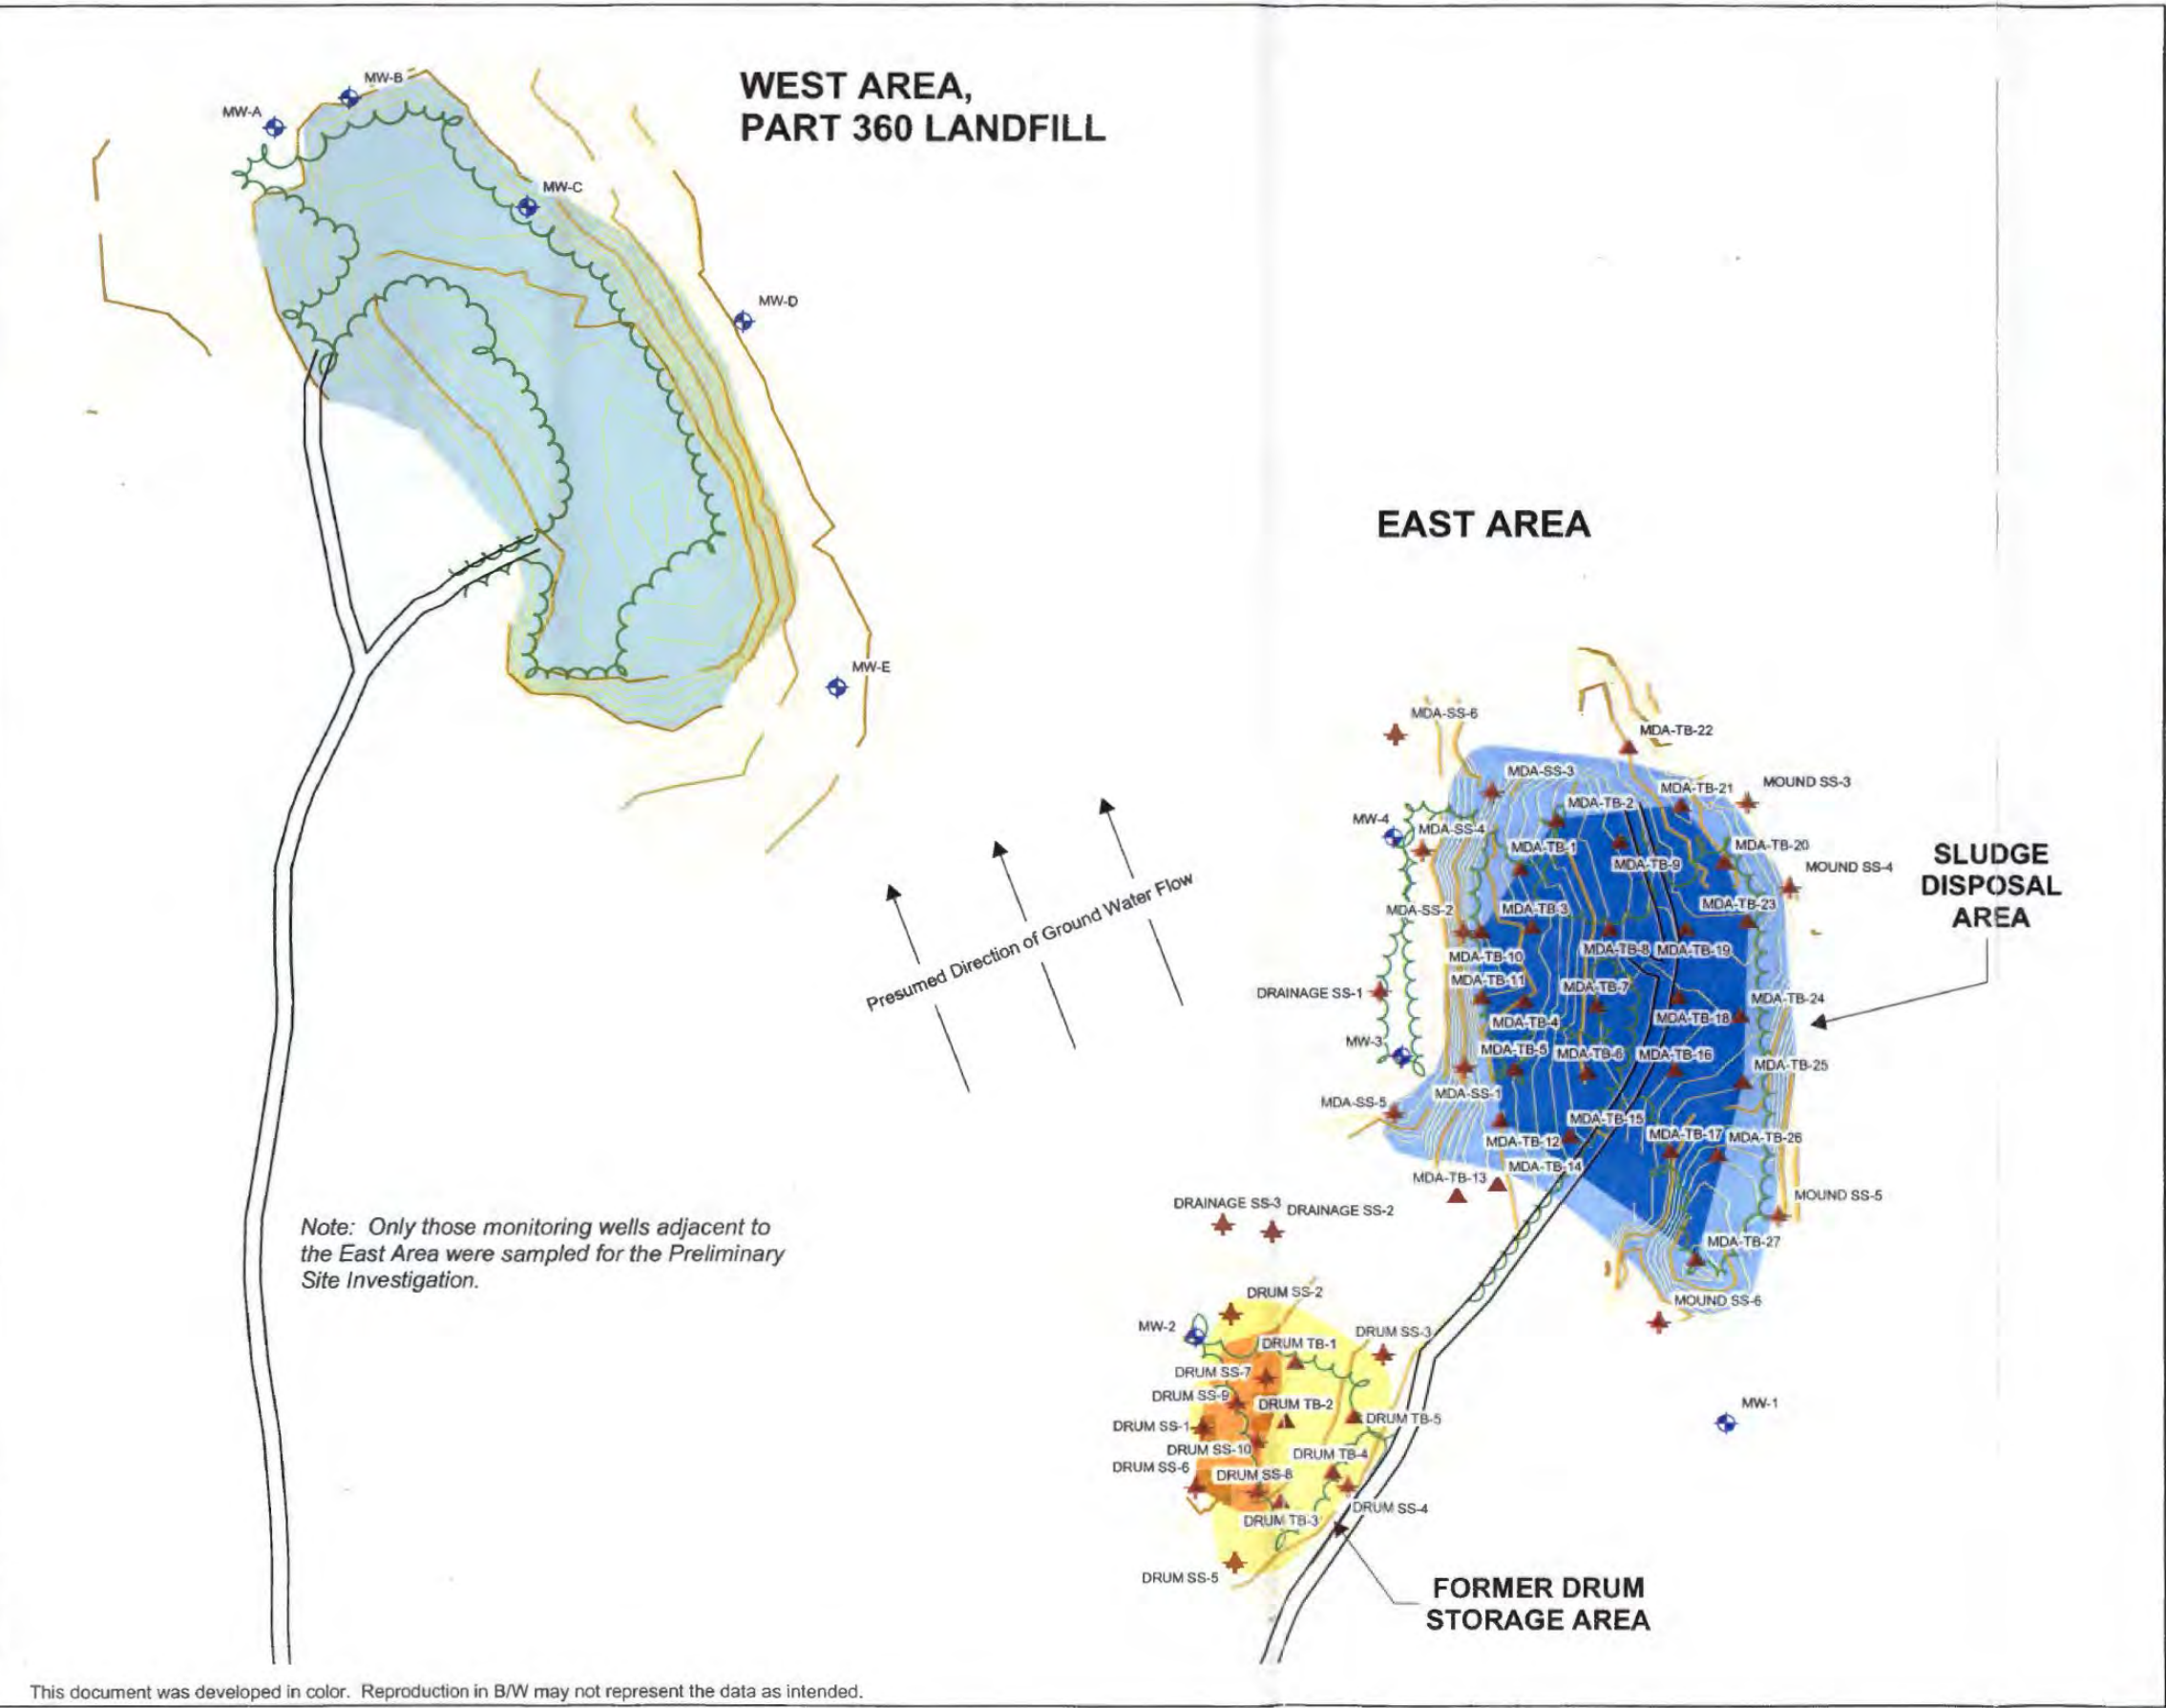 WEST AREA,
PART 360 LANDFILL
MW-B
MW-A
MW-C
MW-D
MW-E
EAST AREA
MDA-SS-6
MDA-TB-22
MDA-SS-3
MOUND SS-3
MDA-TB-21
MDA-TB-2
MW-4
MDA-SS-4
MDA-TB-1
MDA-TB-20
MDA-TB-9
MOUND SS-4
SLUDGE
DISPOSAL
AREA
MDA-SS-2
MDA-TB-3
MDA-TB-23
MDA-TB-8
MDA-TB-19
MDA-TB-10
MDA-TB-11
MDA-TB-7
DRAINAGE SS-1
MDA-TB-24
MDA-TB-4
MDA-TB-18
MW-3
MDA-TB-5
MDA-TB-6
MDA-TB-16
MDA-TB-25
MDA-SS-1
MDA-SS-5
MDA-TB-15
MDA-TB-12
MDA-TB-17
MDA-TB-26
MDA-TB-14
MDA-TB-13
MOUND SS-5
DRAINAGE SS-3
DRAINAGE SS-2
MDA-TB-27
MOUND SS-6
Presumed Direction of Ground Water Flow
Note: Only those monitoring wells adjacent to
the East Area were sampled for the Preliminary
Site Investigation.
DRUM SS-2
MW-2
DRUM SS-3
DRUM TB-1
DRUM SS-7
DRUM SS-9
DRUM TB-2
MW-1
DRUM SS-1
DRUM TB-5
DRUM SS-10
DRUM TB-4
DRUM SS-6
DRUM SS-8
DRUM SS-4
DRUM TB-3
DRUM SS-5
FORMER DRUM
STORAGE AREA
This document was developed in color. Reproduction in B/W may not represent the data as intended.